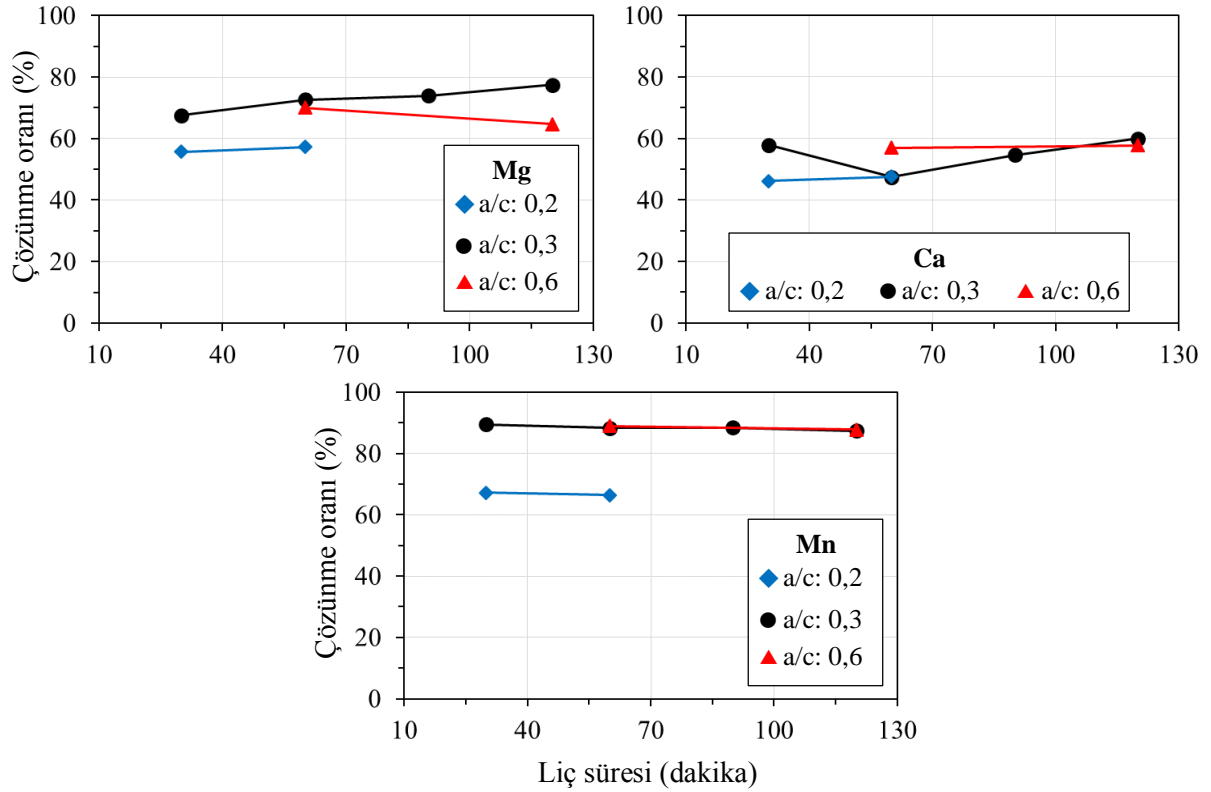 100
80
60
40
20
0
Çözünme oranı (%)
10 40 70 100 130
Mg
a/c: 0,2
a/c: 0,3
a/c: 0,6
100
80
60
40
20
0
10 40 70 100 130
Ca
a/c: 0,2 a/c: 0,3 a/c: 0,6
100
80
60
40
20
0
Çözünme oranı (%)
10 40 70 100 130
Mn
a/c: 0,2
a/c: 0,3
a/c: 0,6
Liç süresi (dakika)